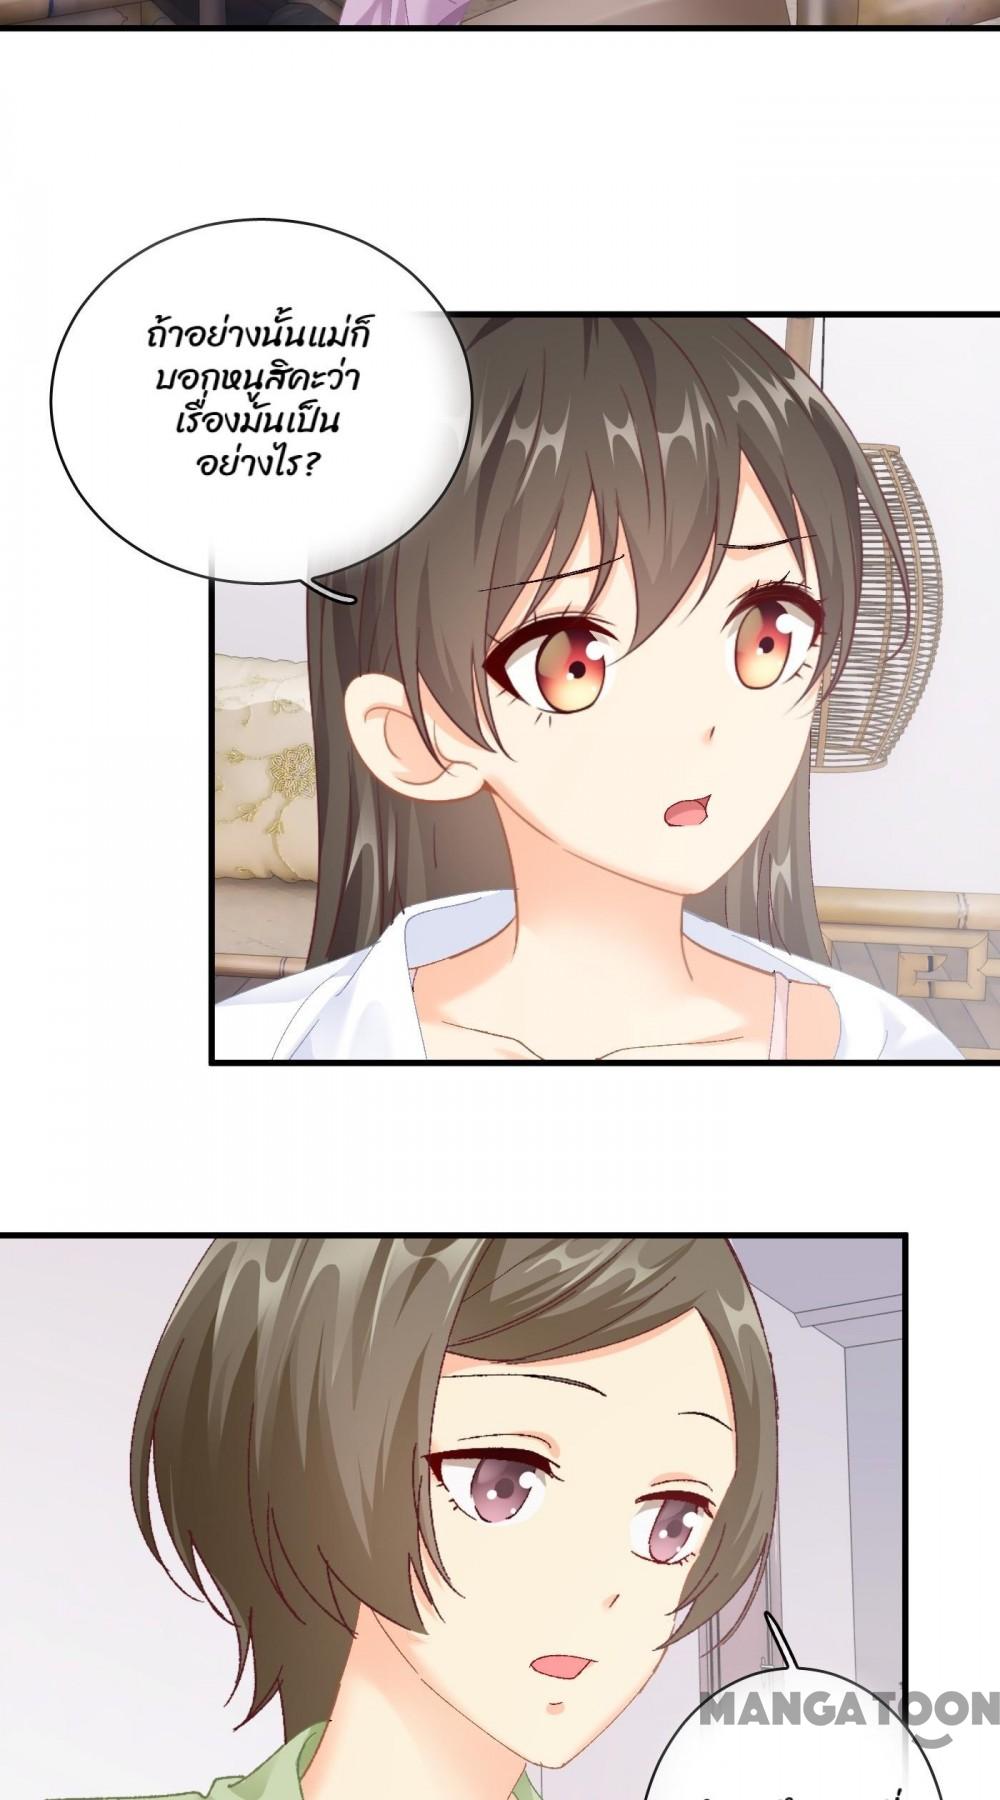 ถ้าอย่างนั้นแม่ก็
บอกหนูสิคะว่า
เรื่องมันเป็น
อย่างไร?
MANGATOON